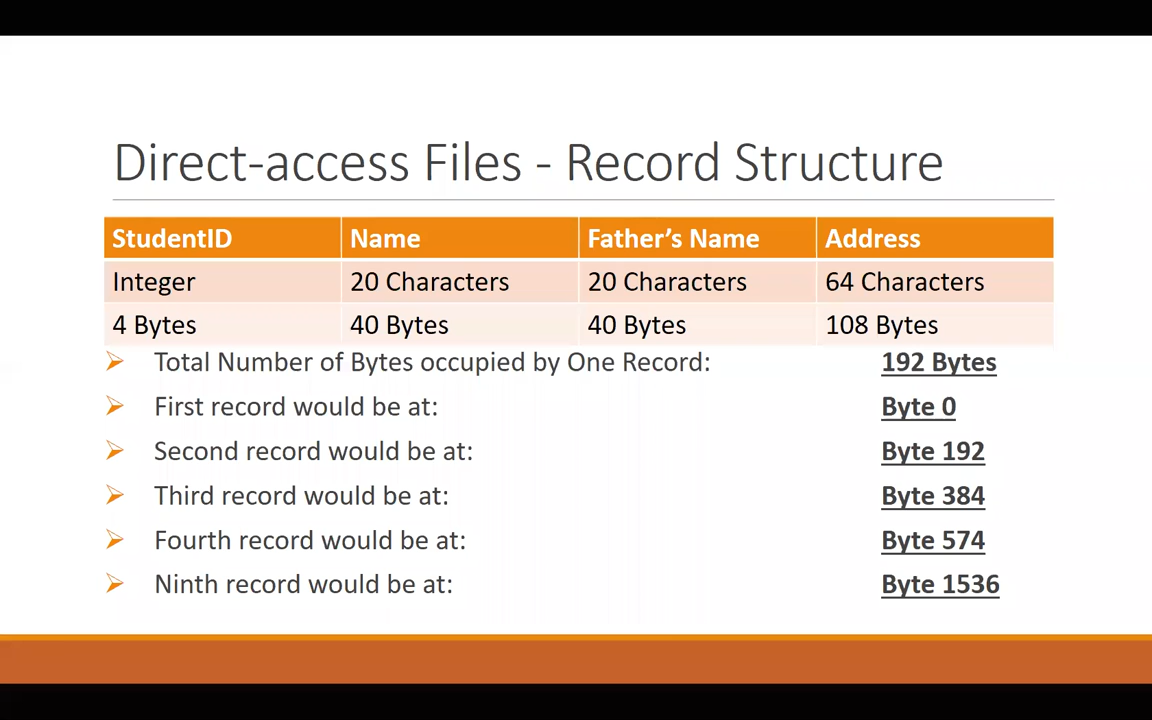 Direct-access Files - Record Structure
StudentID Name Father's Name Address
Integer 20 Characters 20 Characters 64 Characters
4 Bytes 40 Bytes 40 Bytes 108 Bytes
Total Number of Bytes occupied by One Record: 192 Bytes
First record would be at: Byte 0
Second record would be at: Byte 192
Third record would be at: Byte 384
Fourth record would be at: Byte 574
Ninth record would be at: Byte 1536